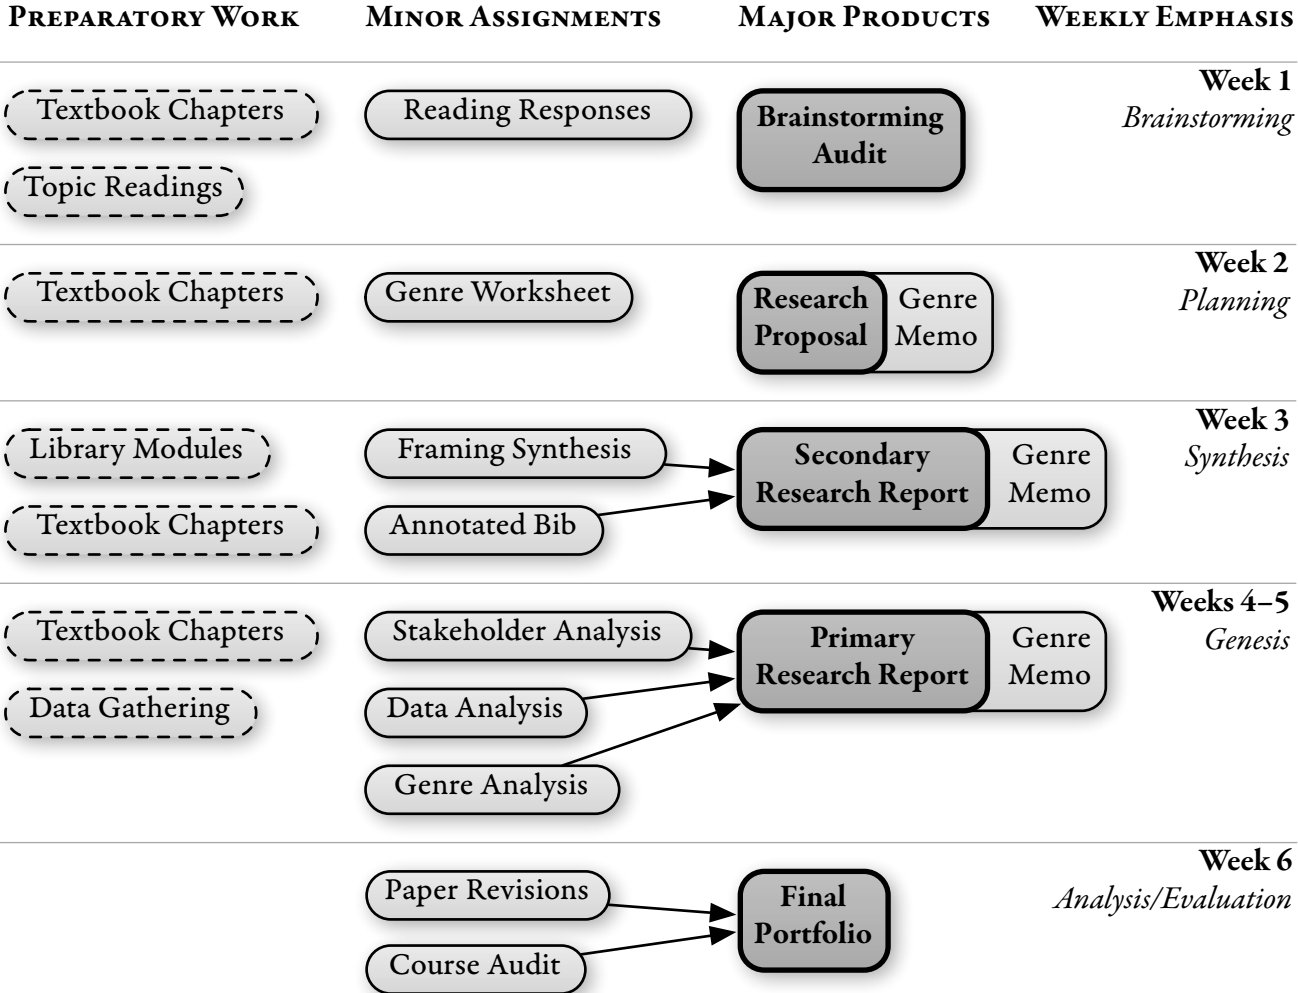 PREPARATORY WORK MINOR ASSIGNMENTS MAJOR PRODUCTS WEEKLY EMPHASIS
Week 1
Brainstorming
Textbook Chapters
Topic Readings
Reading Responses
Brainstorming
Audit
Week 2
Planning
Textbook Chapters
Genre Worksheet
Research
Proposal
Genre
Memo
Week 3
Synthesis
Library Modules
Textbook Chapters
Framing Synthesis
Annotated Bib
Secondary
Research Report
Genre
Memo
Weeks 4–5
Genesis
Textbook Chapters
Data Gathering
Stakeholder Analysis
Data Analysis
Genre Analysis
Primary
Research Report
Genre
Memo
Week 6
Analysis/Evaluation
Paper Revisions
Course Audit
Final
Portfolio